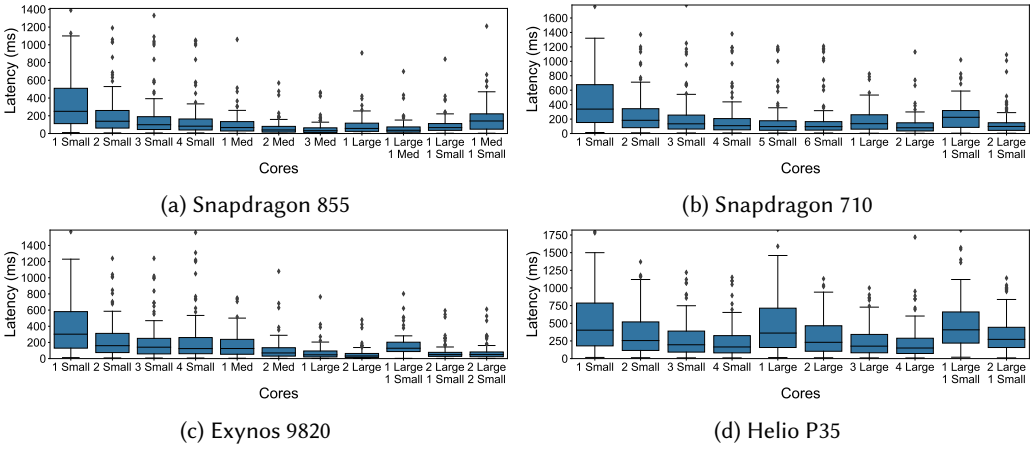 1400
1200
1000
800
600
400
200
0
Latency (ms)
1 Small 2 Small 3 Small 4 Small 1 Med 2 Med 3 Med 1 Large 1 Large 1 Large 1 Med
1 Med 1 Small 1 Small
Cores
(a) Snapdragon 855
1600
1400
1200
1000
800
600
400
200
0
Latency (ms)
1 Small 2 Small 3 Small 4 Small 5 Small 6 Small 1 Large 2 Large 1 Large 2 Large
1 Small 1 Small
Cores
(b) Snapdragon 710
1400
1200
1000
800
600
400
200
0
Latency (ms)
1 Small 2 Small 3 Small 4 Small 1 Med 2 Med 1 Large 2 Large 1 Large 2 Large 2 Large
1 Small 1 Small 2 Small
Cores
(c) Exynos 9820
1750
1500
1250
1000
750
500
250
0
Latency (ms)
1 Small 2 Small 3 Small 4 Small 1 Large 2 Large 3 Large 4 Large 1 Large 2 Large
1 Small 1 Small
Cores
(d) Helio P35